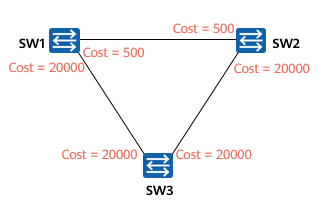 Cost = 500
SW1
SW2
Cost = 500
Cost = 20000
Cost = 20000
Cost = 20000
Cost = 20000
SW3